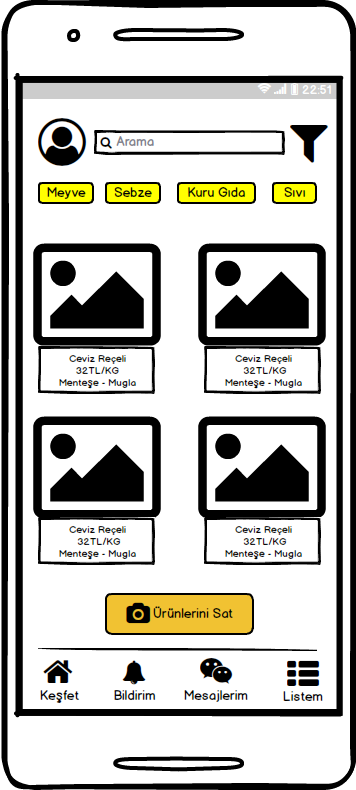 22:51
Arama
Meyve Sebze Kuru Gıda Sıvı
Ceviz Reçeli
32TL/KG
Menteşe - Mugla
Ceviz Reçeli
32TL/KG
Menteşe - Mugla
Ceviz Reçeli
32TL/KG
Menteşe - Mugla
Ceviz Reçeli
32TL/KG
Menteşe - Mugla
Ürünlerini Sat
Keşfet Bildirim Mesajlerim Listem